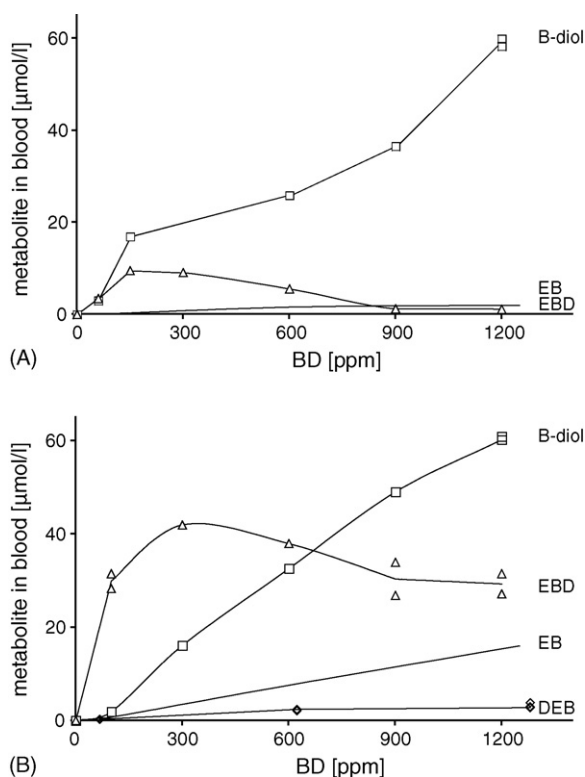 metabolite in blood [µmol/l]
60
40
20
0
B-diol
EB
EBD
0 300 600 900 1200
BD [ppm]
(A)
metabolite in blood [µmol/l]
60
40
20
0
B-diol
EBD
EB
DEB
0 300 600 900 1200
BD [ppm]
(B)